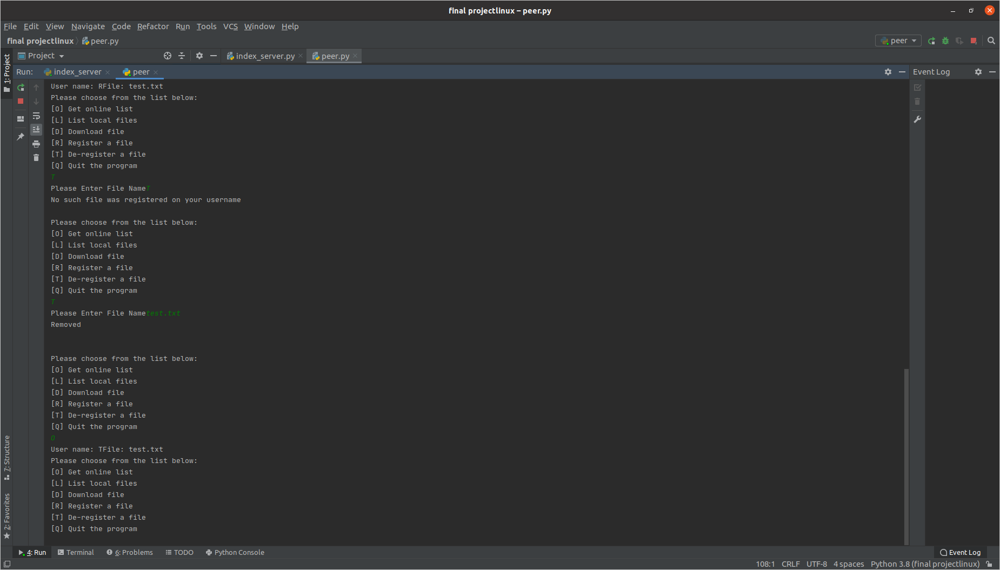 final projectlinux – peer.py
File Edit View Navigate Code Refactor Run Tools VCS Window Help
final projectlinux peer.py
peer
Project
index_server.py
peer.py
1: Project
Run: index_server peer
Event Log
User name: RFile: test.txt
Please choose from the list below:
[O] Get online list
[L] List local files
[D] Download file
[R] Register a file
[T] De-register a file
[Q] Quit the program
T
Please Enter File NameT
No such file was registered on your username
Please choose from the list below:
[O] Get online list
[L] List local files
[D] Download file
[R] Register a file
[T] De-register a file
[Q] Quit the program
T
Please Enter File Nametest.txt
Removed
Please choose from the list below:
[O] Get online list
[L] List local files
[D] Download file
[R] Register a file
[T] De-register a file
[Q] Quit the program
O
User name: TFile: test.txt
Please choose from the list below:
[O] Get online list
[L] List local files
[D] Download file
[R] Register a file
[T] De-register a file
[Q] Quit the program
7: Structure
2: Favorites
4: Run Terminal 6: Problems TODO Python Console Event Log
108:1 CRLF UTF-8 4 spaces Python 3.8 (final projectlinux)